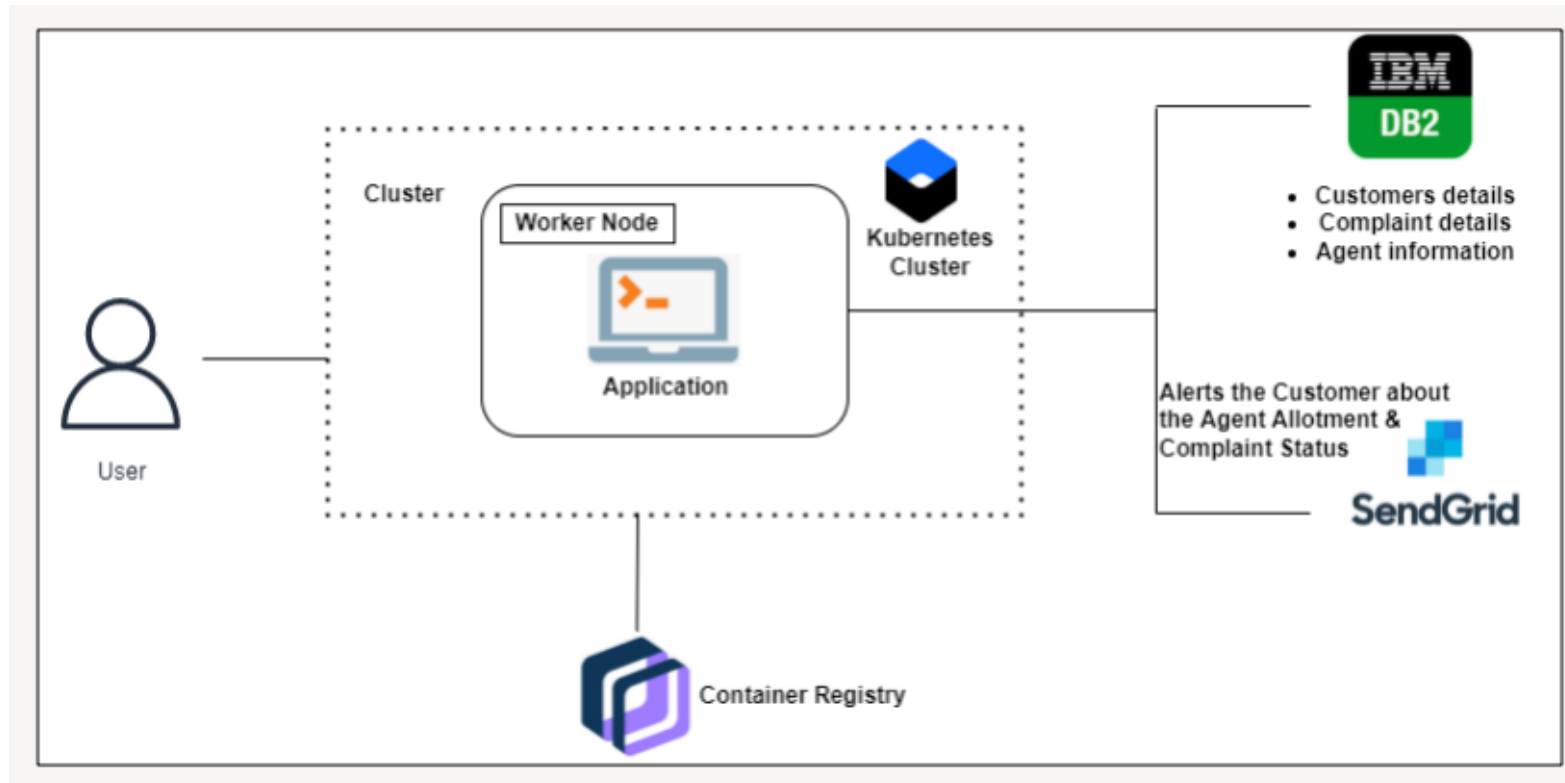 IBM
DB2
• Customers details
• Complaint details
• Agent information
Cluster
Worker Node
Kubernetes
Cluster
Application
User
Alerts the Customer about
the Agent Allotment &
Complaint Status
SendGrid
Container Registry